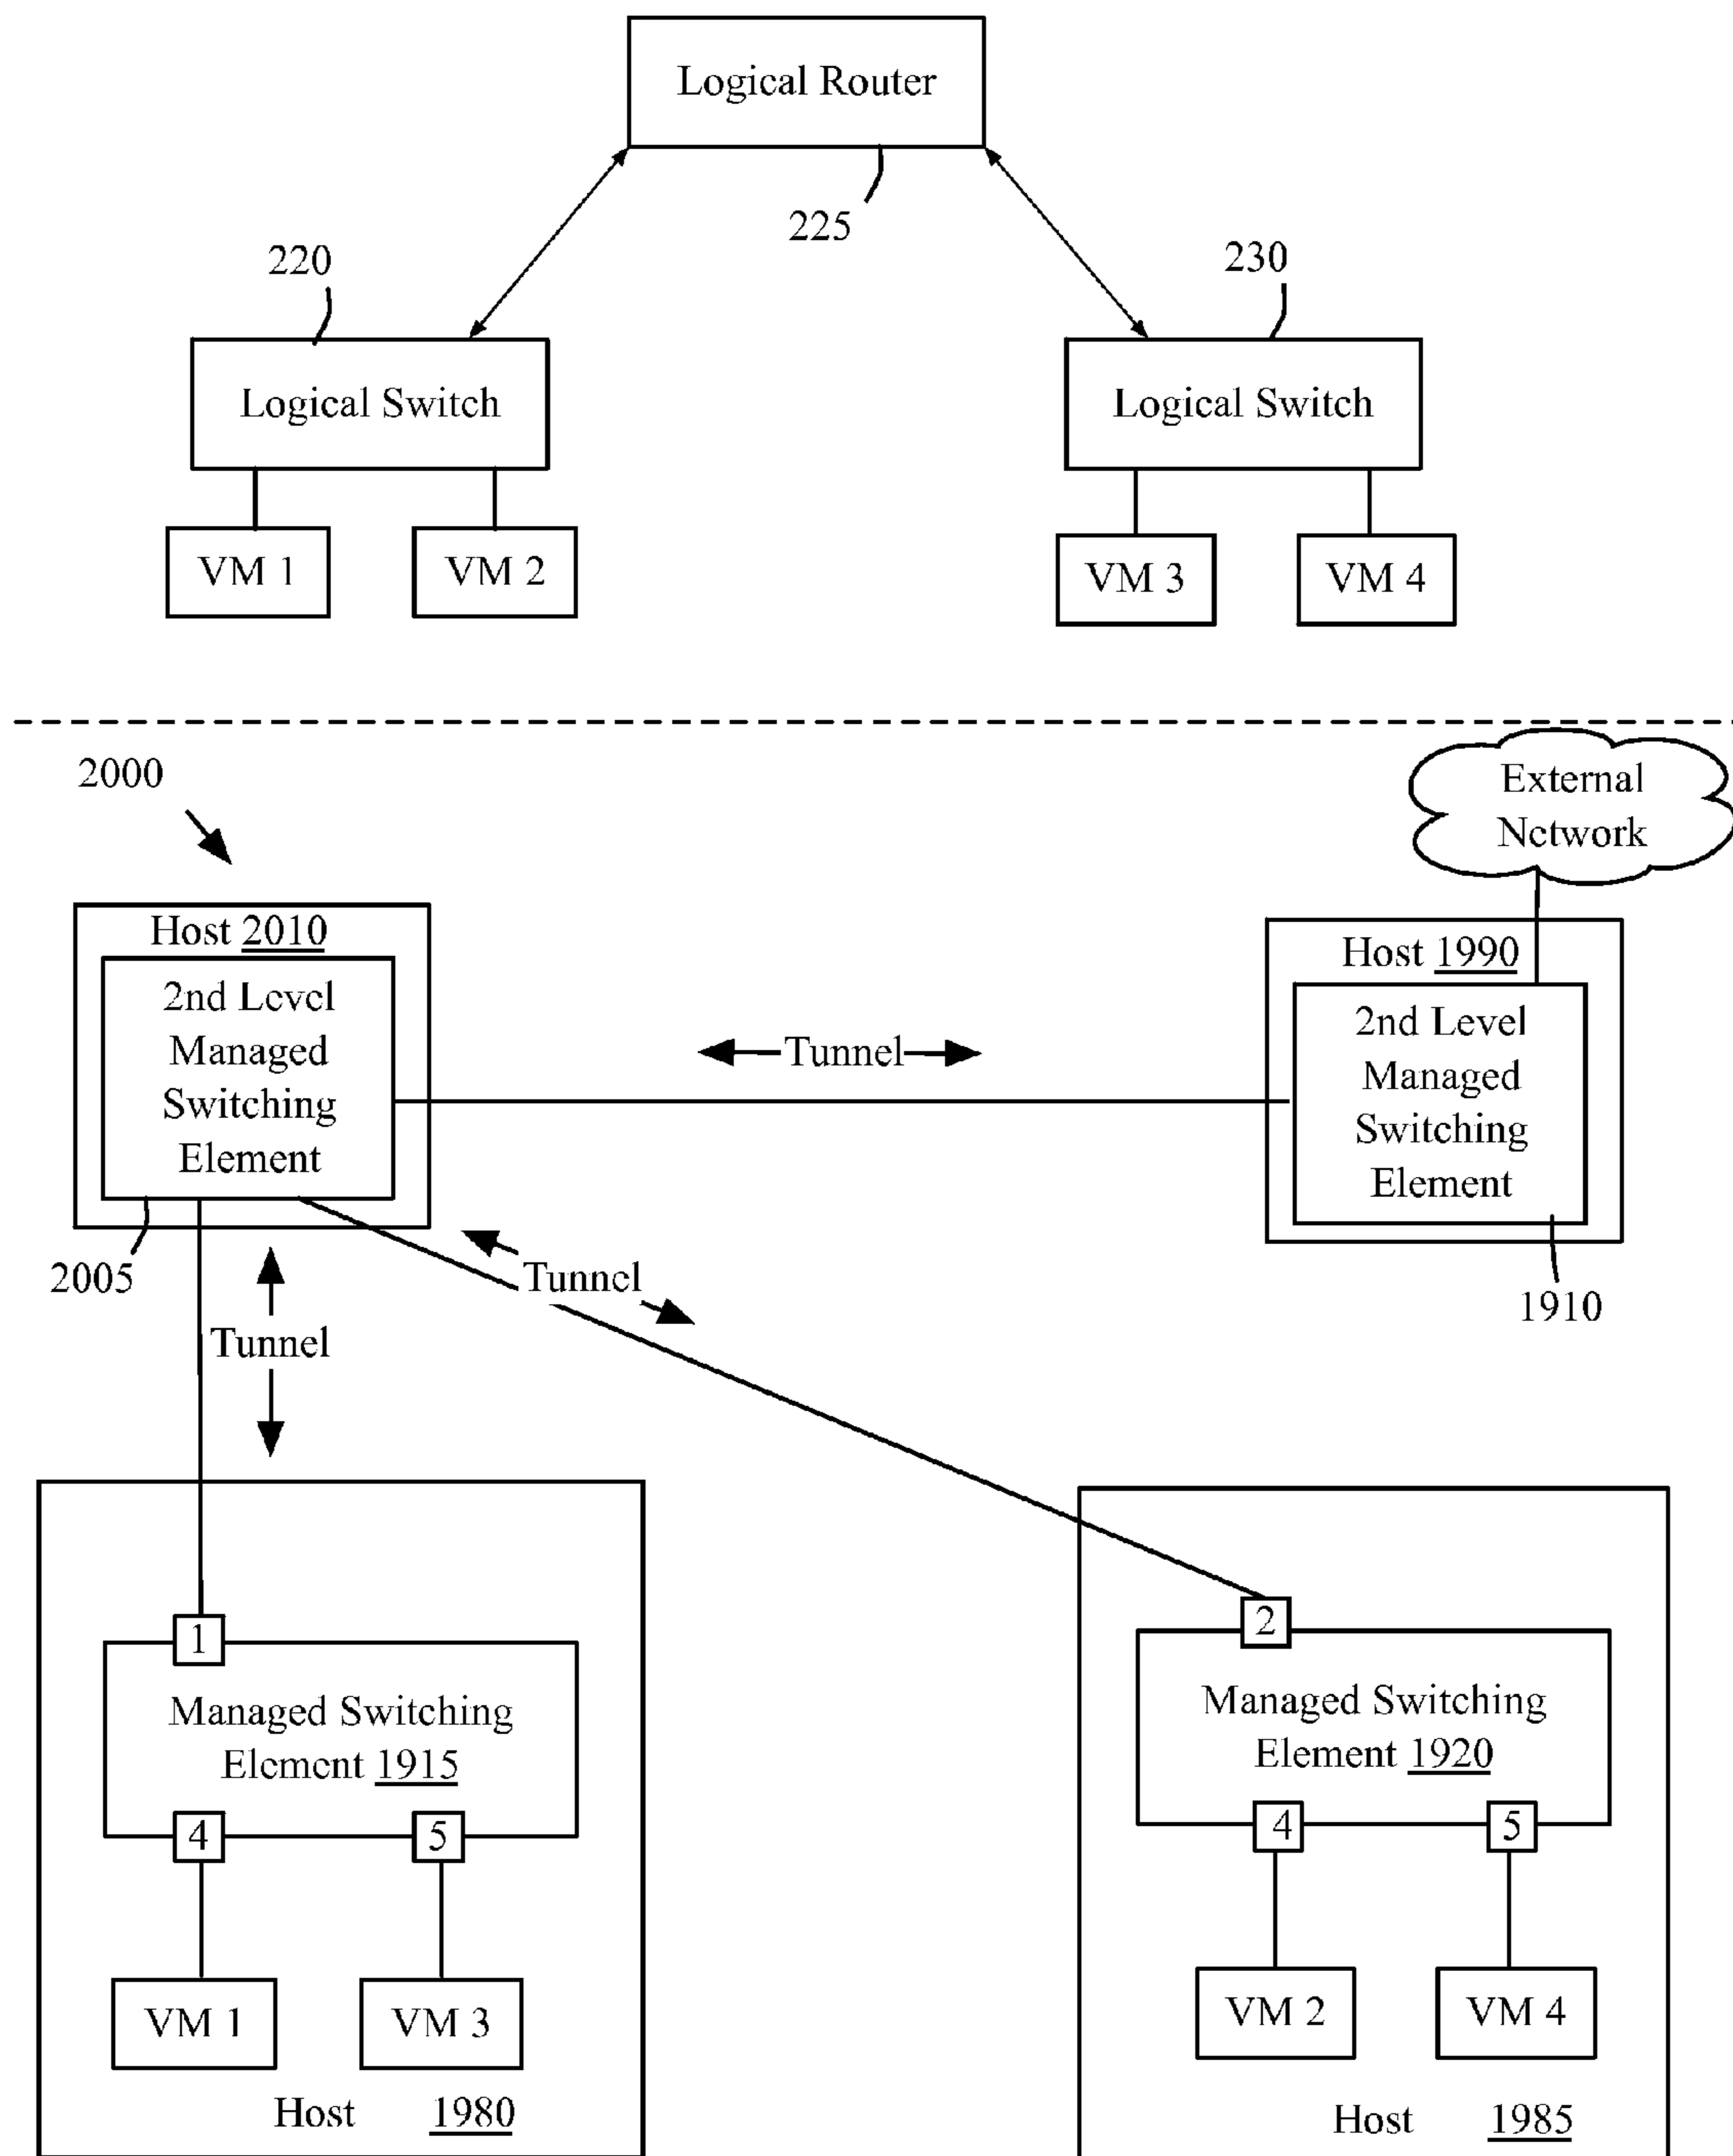 Logical Router
225
220
230
Logical Switch
Logical Switch
VM 1
VM 2
VM 3
VM 4
2000
External
Network
Host 2010
2nd Level
Managed
Switching
Element
Host 1990
2nd Level
Managed
Switching
Element
Tunnel
2005
Tunnel
1910
Tunnel
1
2
Managed Switching
Element 1915
Managed Switching
Element 1920
4
5
4
5
VM 1
VM 3
VM 2
VM 4
Host 1980
Host 1985